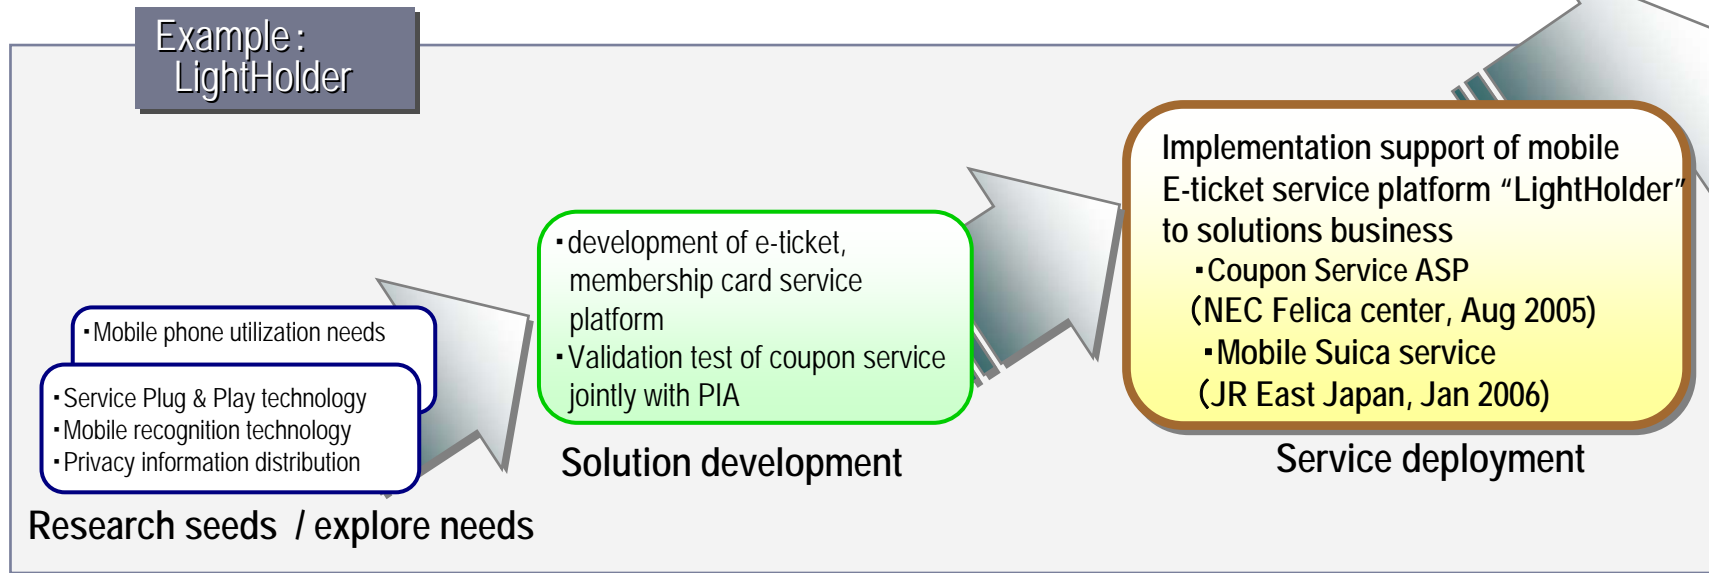 Example:
LightHolder
・Mobile phone utilization needs
・Service Plug & Play technology
・Mobile recognition technology
・Privacy information distribution
Research seeds / explore needs
・development of e-ticket,
membership card service
platform
・Validation test of coupon service
jointly with PIA
Solution development
Implementation support of mobile
E-ticket service platform “LightHolder”
to solutions business
・Coupon Service ASP
(NEC Felica center, Aug 2005)
・Mobile Suica service
(JR East Japan, Jan 2006)
Service deployment